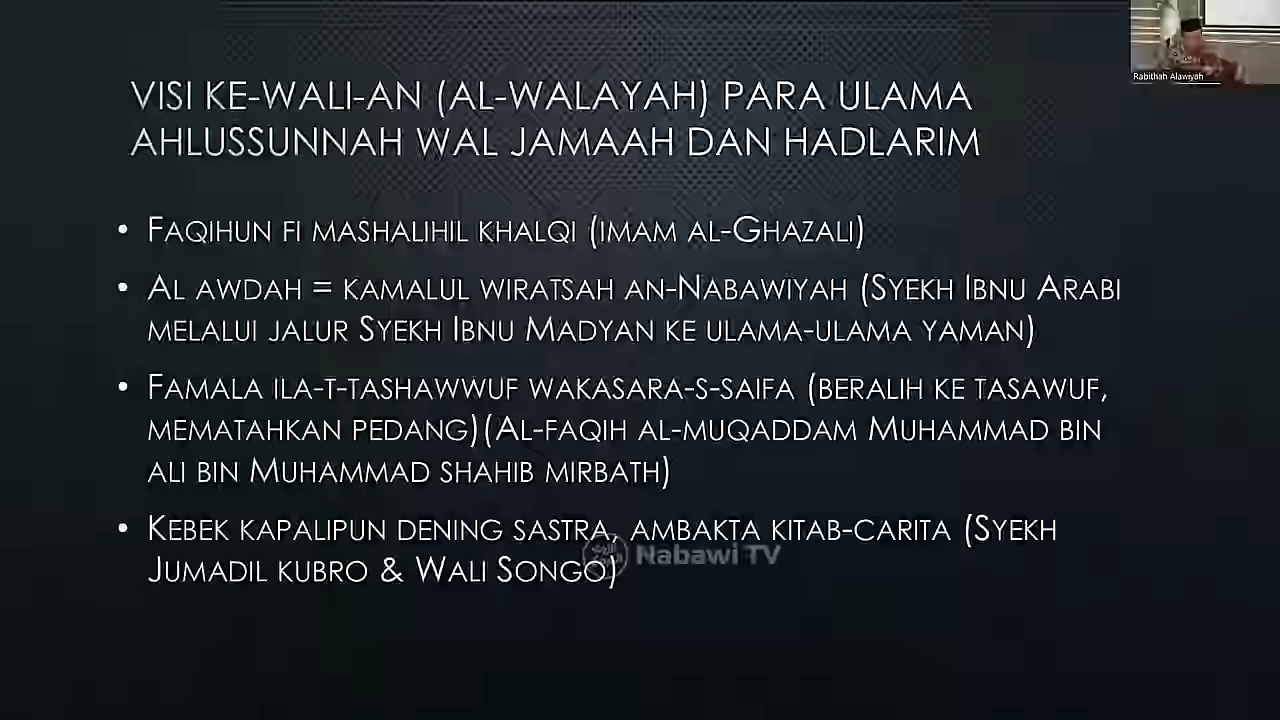 Rabithah Alawiyah
VISI KE-WALI-AN (AL-WALAYAH) PARA ULAMA
AHLUSSUNNAH WAL JAMAAH DAN HADLARIM
• FAQIHUN FI MASHALIHIL KHALQI (IMAM AL-GHAZALI)
• AL AWDAH = KAMALUL WIRATSAH AN-NABAWIYAH (SYEKH IBNU ARABI
MELALUI JALUR SYEKH IBNU MADYAN KE ULAMA-ULAMA YAMAN)
• FAMALA ILA-T-TASHAWWUF WAKASARA-S-SAIFA (BERALIH KE TASAWUF,
MEMATAHKAN PEDANG)(AL-FAQIH AL-MUQADDAM MUHAMMAD BIN
ALI BIN MUHAMMAD SHAHIB MIRBATH)
• KEBEK KAPALIPUN DENING SASTRA, AMBAKTA KITAB-CARITA (SYEKH
JUMADIL KUBRO & WALI SONGO)
Nabawi TV